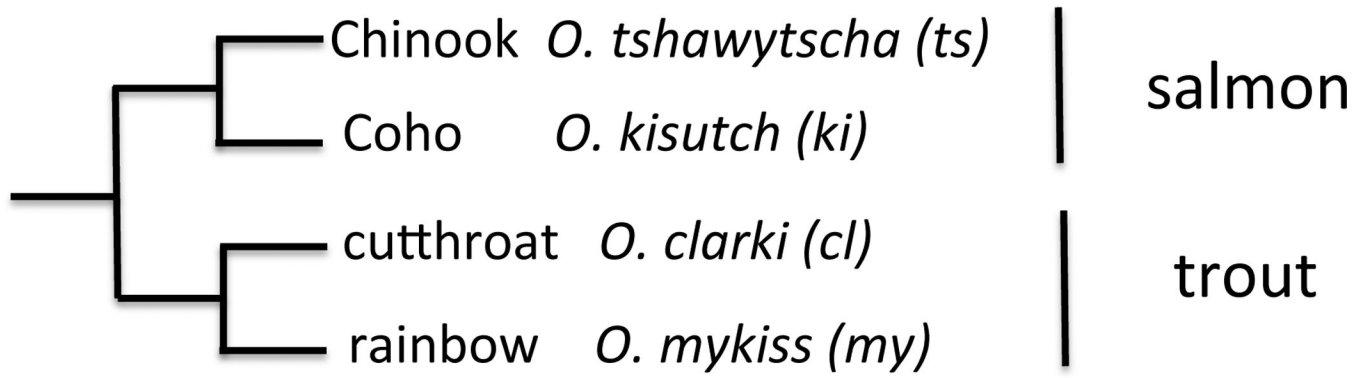 Chinook O. tshawytscha (ts)
Coho O. kisutch (ki)
salmon
cutthroat O. clarki (cl)
rainbow O. mykiss (my)
trout